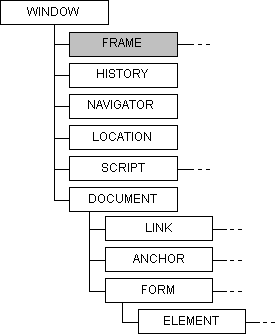 WINDOW
FRAME
HISTORY
NAVIGATOR
LOCATION
SCRIPT
DOCUMENT
LINK
ANCHOR
FORM
ELEMENT